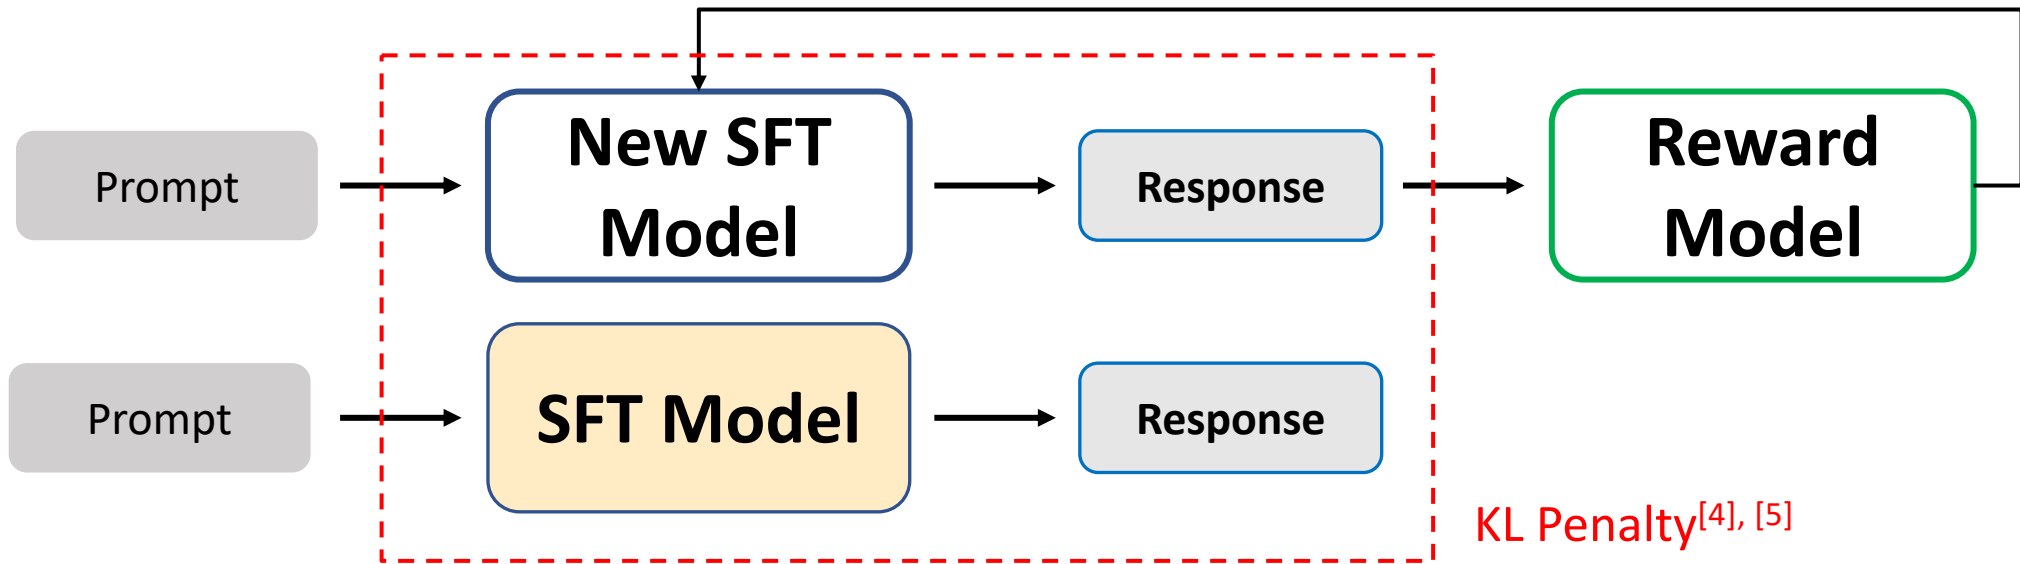 Prompt
New SFT
Model
Response
Reward
Model
Prompt
SFT Model
Response
KL Penalty[4], [5]